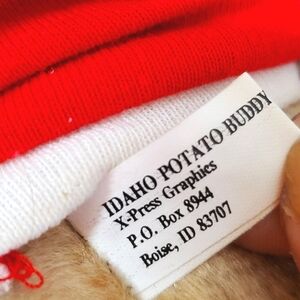 IDAHO POTATO BUDDY
X-Press Graphics
P.O. Box 8944
Boise, ID 83707